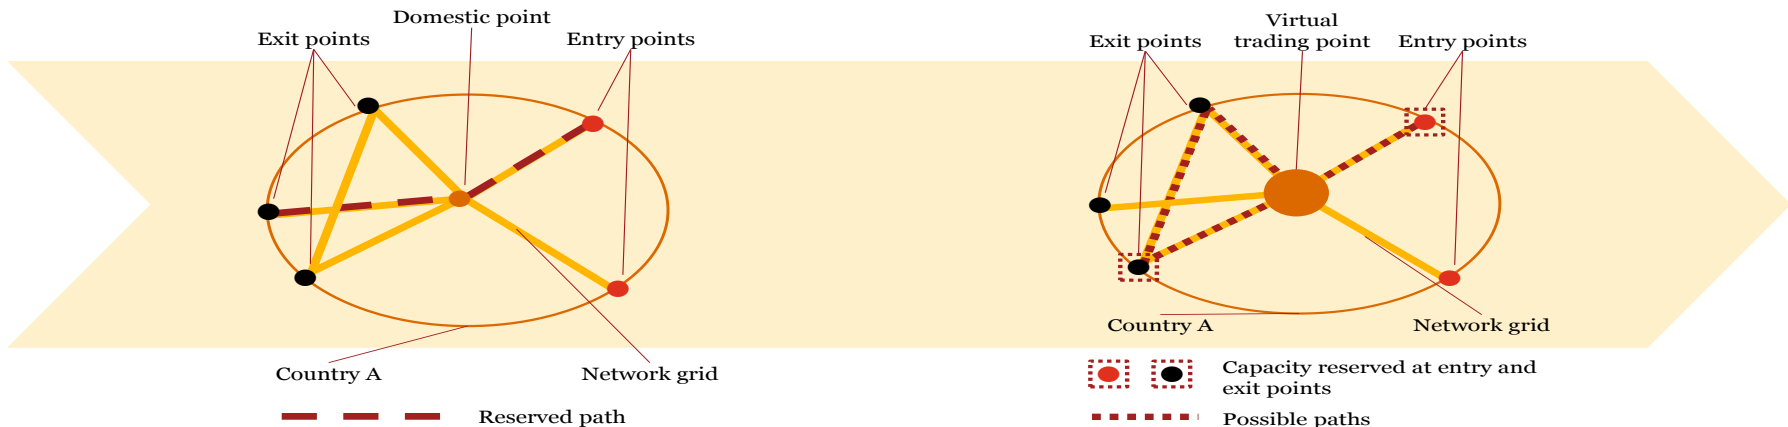 Domestic point
Exit points
Entry points
Country A
Network grid
Reserved path
Virtual
trading point
Exit points
Entry points
Country A
Network grid
Capacity reserved at entry and
exit points
Possible paths